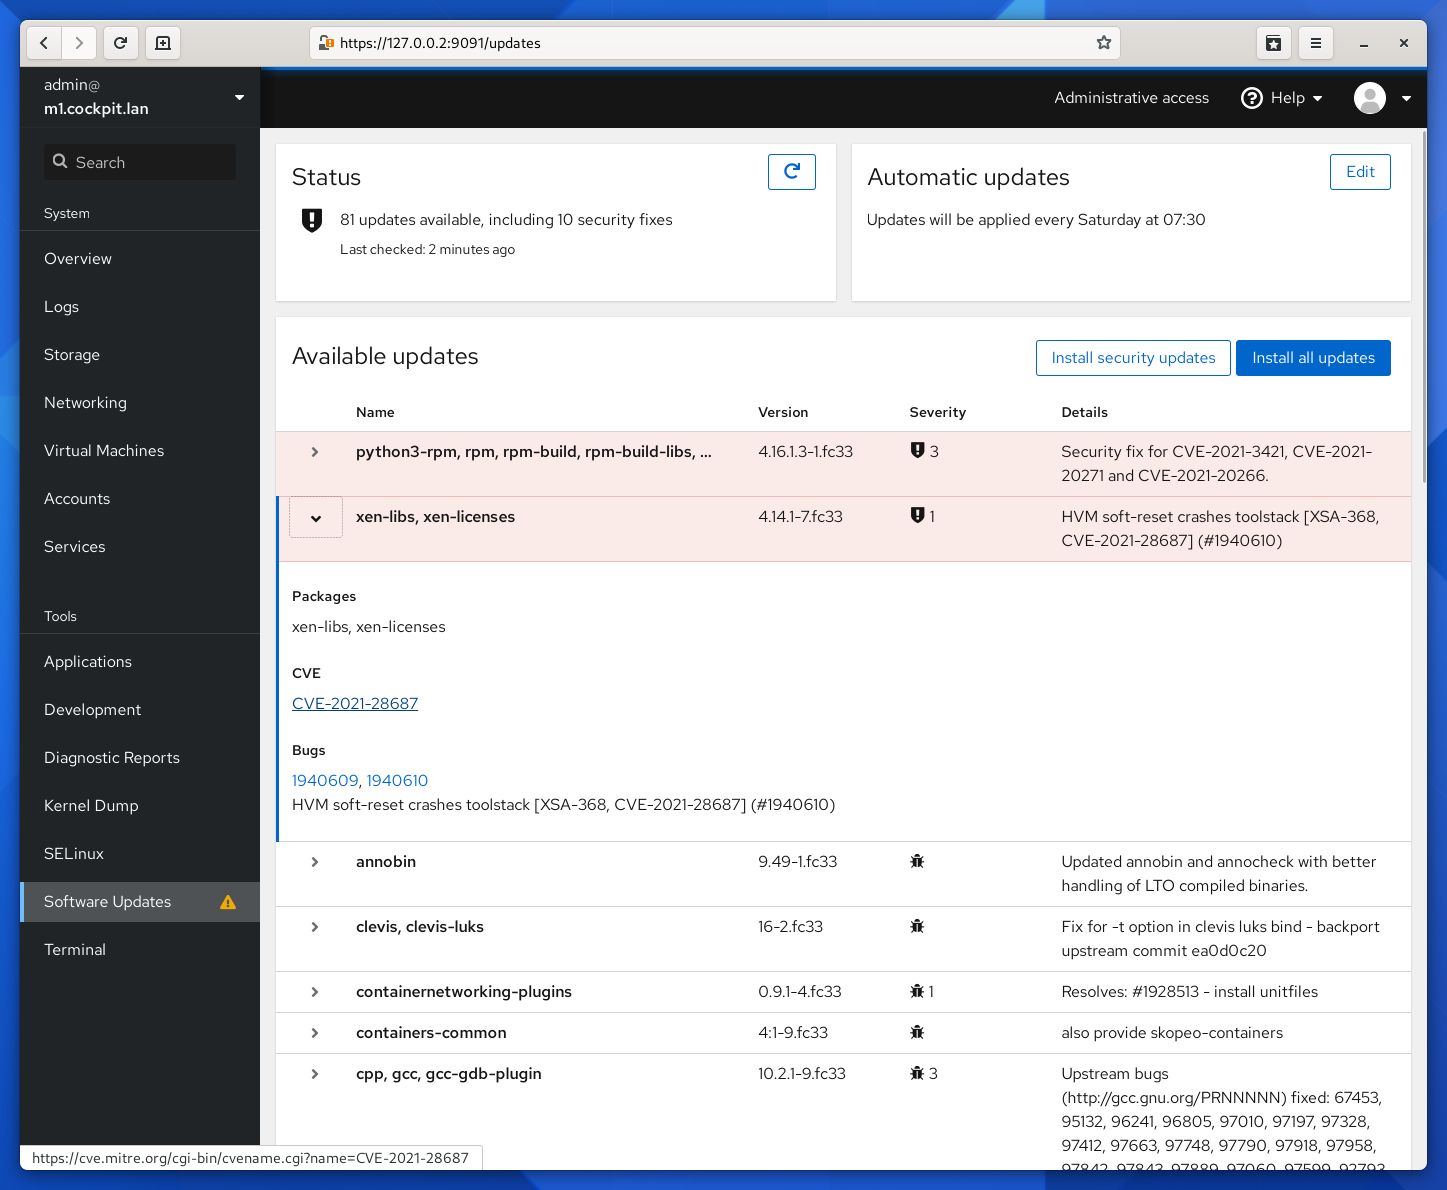 https://127.0.0.2:9091/updates
admin@
m1.cockpit.lan
Administrative access
Help
Search
System
Overview
Logs
Storage
Networking
Virtual Machines
Accounts
Services
Tools
Applications
Development
Diagnostic Reports
Kernel Dump
SELinux
Software Updates
Terminal
Status
81 updates available, including 10 security fixes
Last checked: 2 minutes ago
Automatic updates
Edit
Updates will be applied every Saturday at 07:30
Available updates
Install security updates
Install all updates
Name Version Severity Details
python3-rpm, rpm, rpm-build, rpm-build-libs, ... 4.16.1.3-1.fc33 3 Security fix for CVE-2021-3421, CVE-2021-
20271 and CVE-2021-20266.
xen-libs, xen-licenses 4.14.1-7.fc33 1 HVM soft-reset crashes toolstack [XSA-368,
CVE-2021-28687] (#1940610)
Packages
xen-libs, xen-licenses
CVE
CVE-2021-28687
Bugs
1940609, 1940610
HVM soft-reset crashes toolstack [XSA-368, CVE-2021-28687] (#1940610)
annobin 9.49-1.fc33 Updated annobin and annocheck with better
handling of LTO compiled binaries.
clevis, clevis-luks 16-2.fc33 Fix for -t option in clevis luks bind - backport
upstream commit ea0d0c20
containernetworking-plugins 0.9.1-4.fc33 1 Resolves: #1928513 - install unitfiles
containers-common 4:1-9.fc33 also provide skopeo-containers
cpp, gcc, gcc-gdb-plugin 10.2.1-9.fc33 3 Upstream bugs
(http://gcc.gnu.org/PRNNNNN) fixed: 67453,
95132, 96241, 96805, 97010, 97197, 97328,
97412, 97663, 97748, 97790, 97918, 97958,
97842, 97843, 97889, 97060, 97599, 92793
https://cve.mitre.org/cgi-bin/cvename.cgi?name=CVE-2021-28687